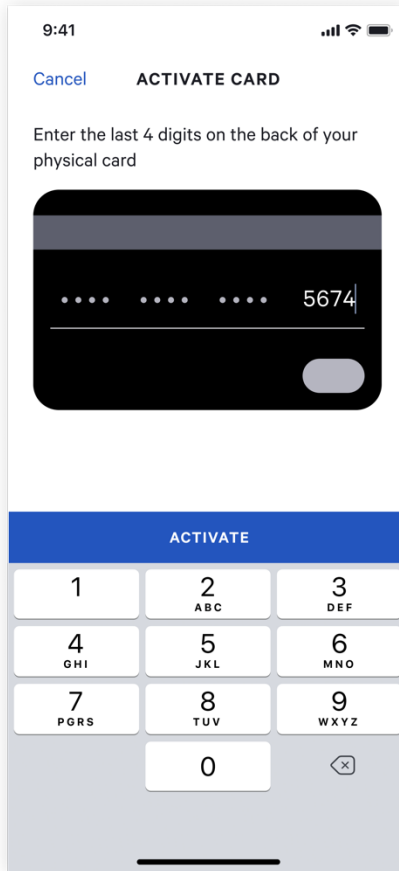 9:41
Cancel ACTIVATE CARD
Enter the last 4 digits on the back of your
physical card
•••• •••• •••• 5674
ACTIVATE
1 2 3
ABC DEF
4 5 6
GHI JKL MNO
7 8 9
PGRS TUV WXYZ
0